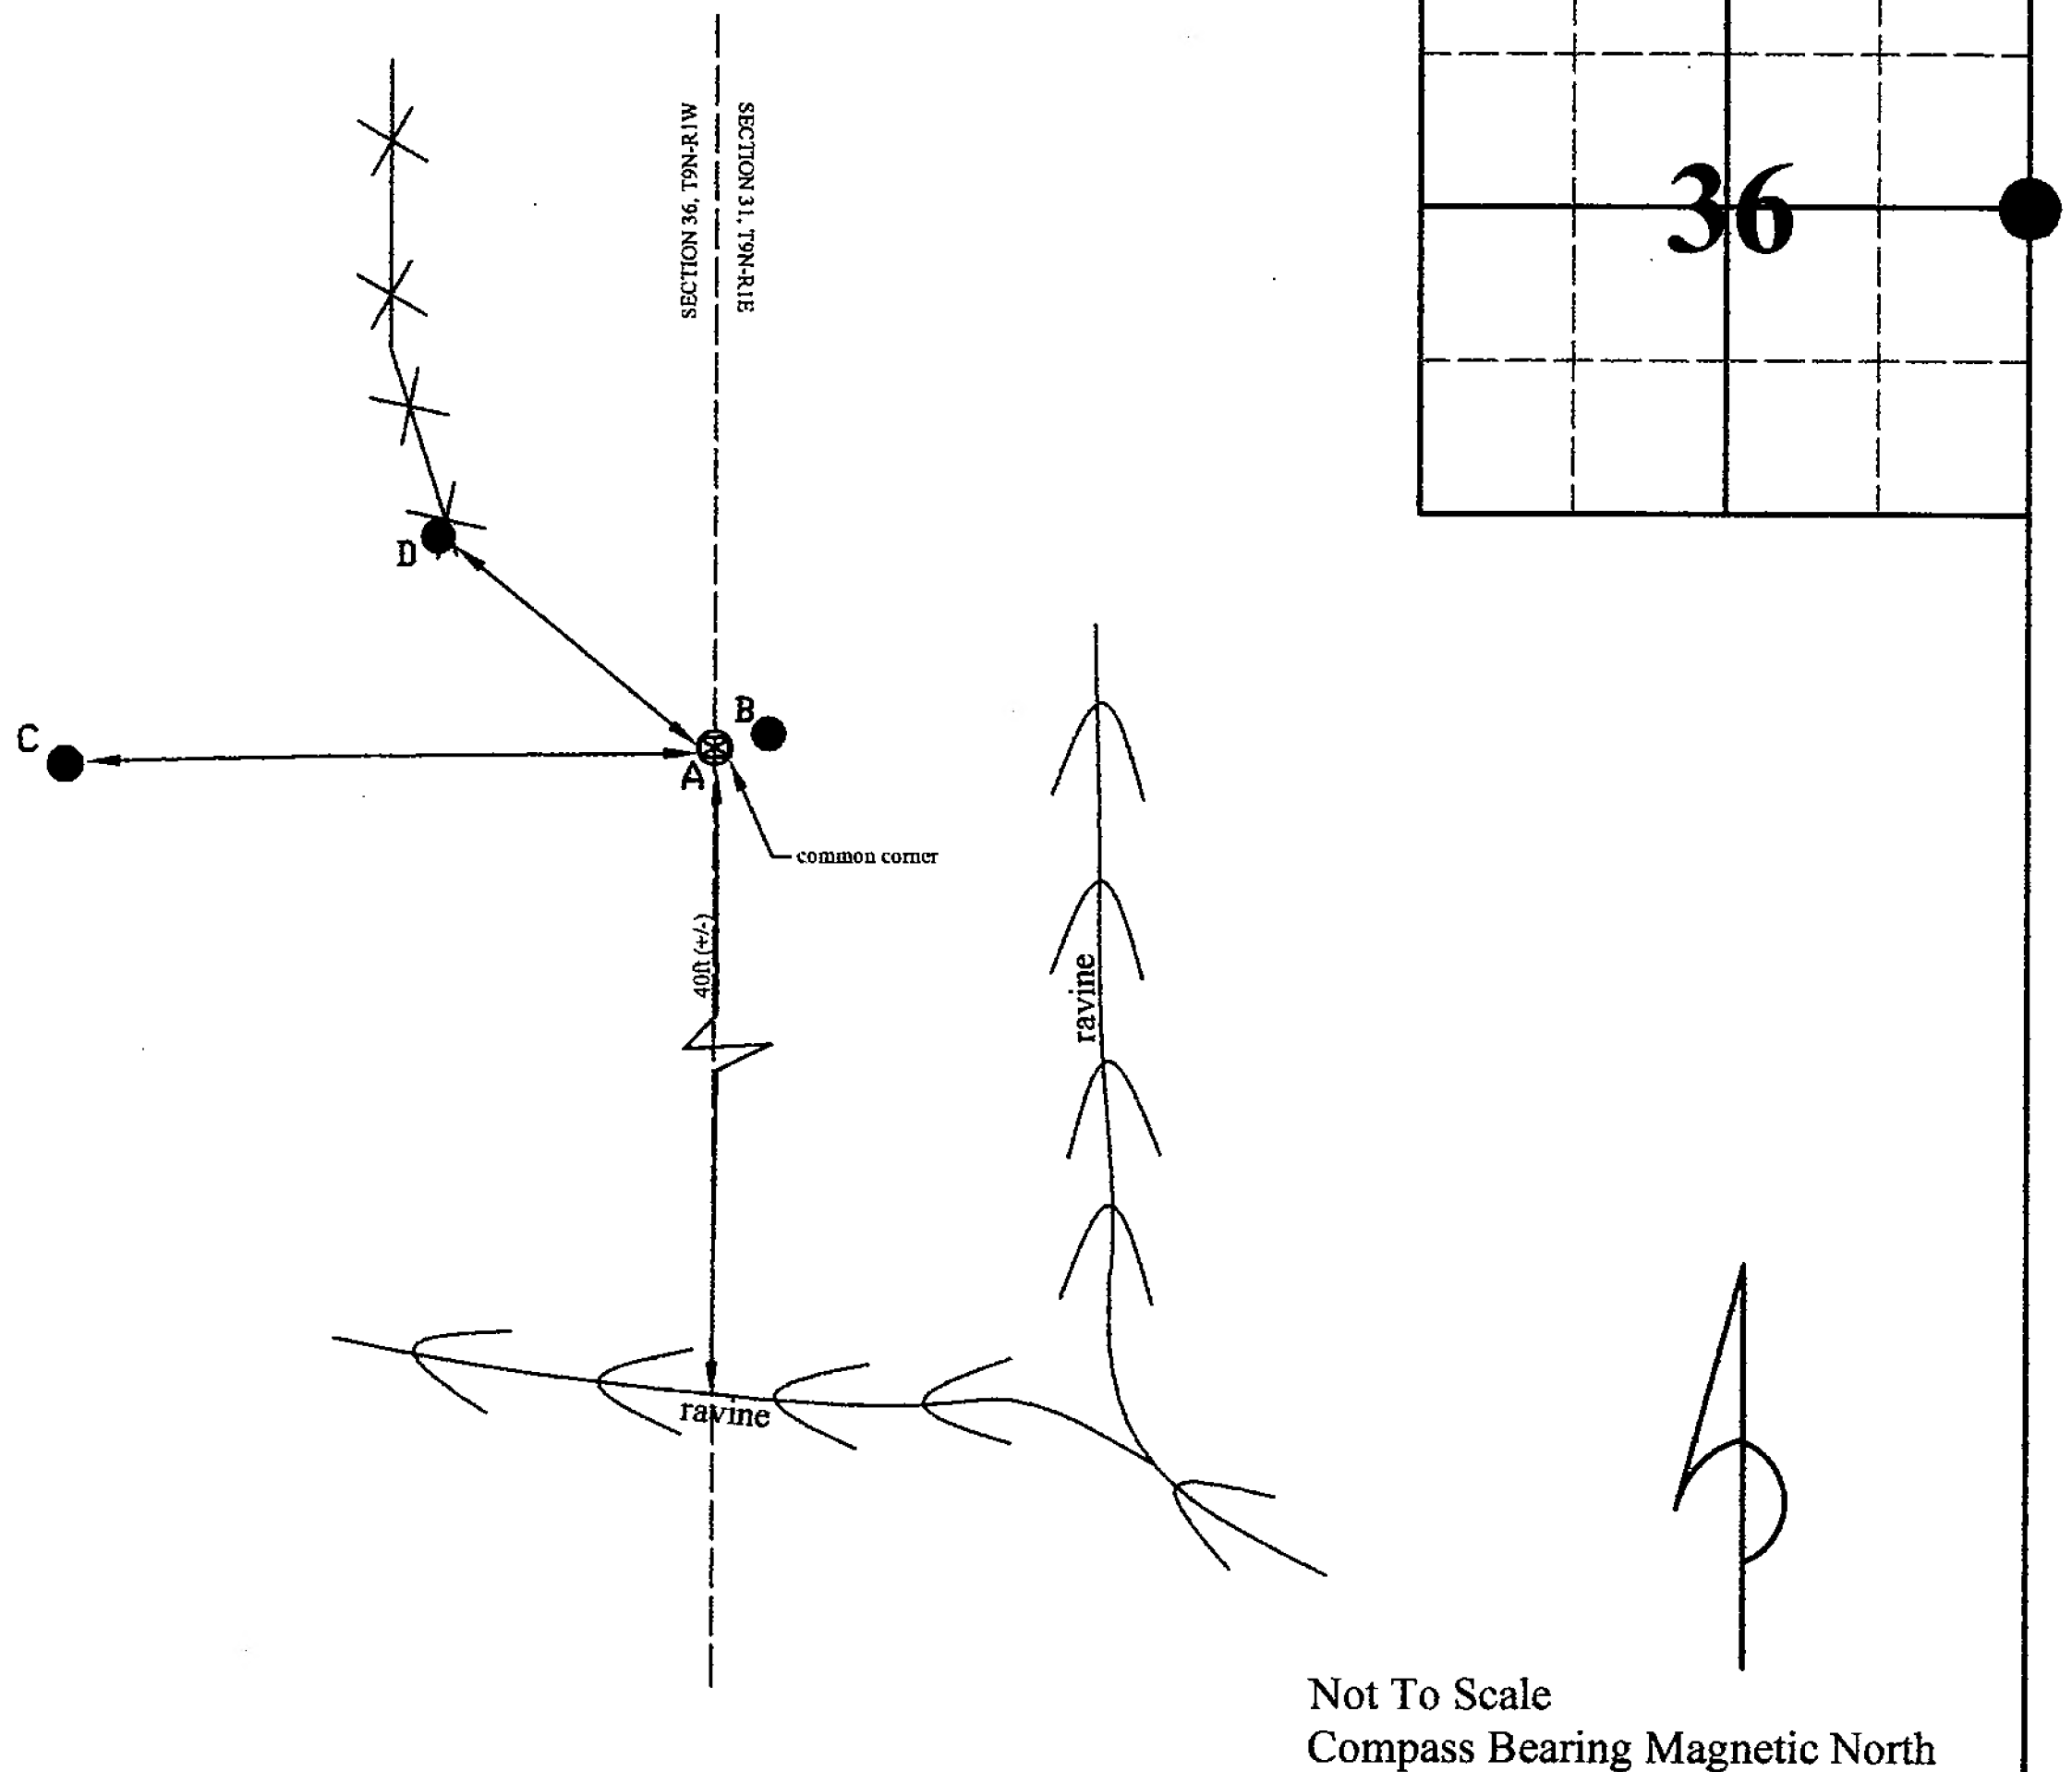 SECTION 36, T9N-R1W
SECTION 31, T9N-R1E
36
D
B
C
A
common corner
40ft (+/-)
ravine
ravine
Not To Scale
Compass Bearing Magnetic North